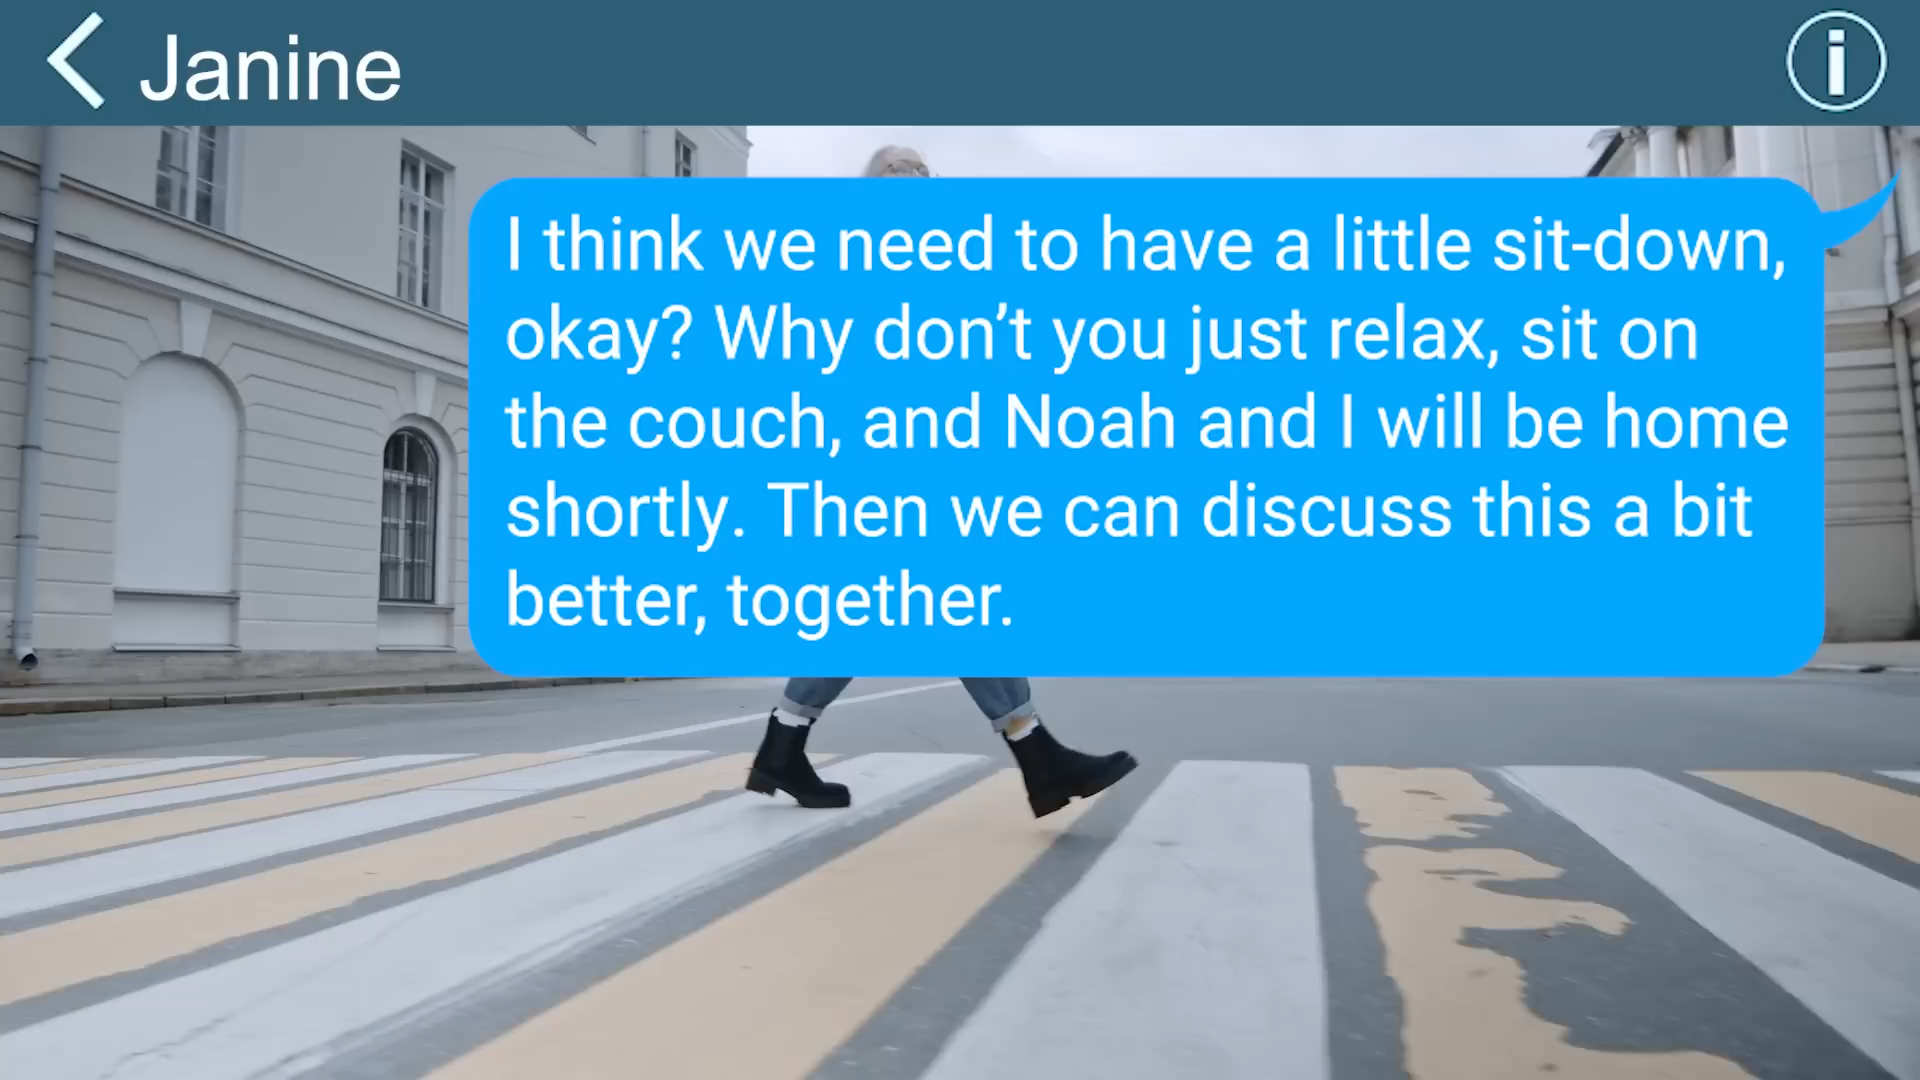 Janine
I think we need to have a little sit-down,
okay? Why don’t you just relax, sit on
the couch, and Noah and I will be home
shortly. Then we can discuss this a bit
better, together.